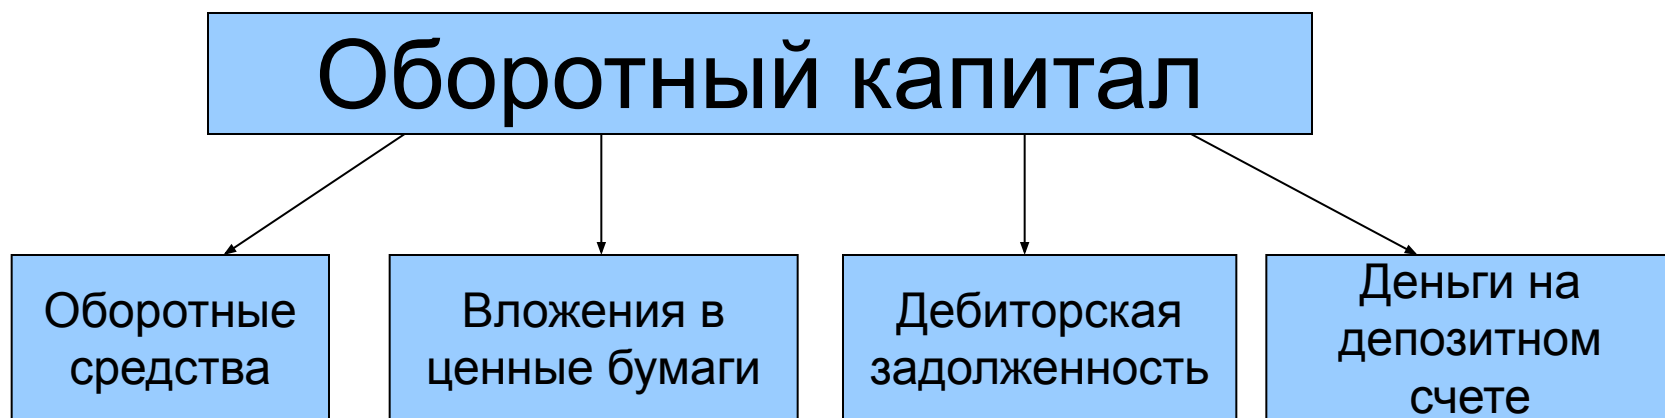 Оборотный капитал
Оборотные
средства
Вложения в
ценные бумаги
Дебиторская
задолженность
Деньги на
депозитном
счете